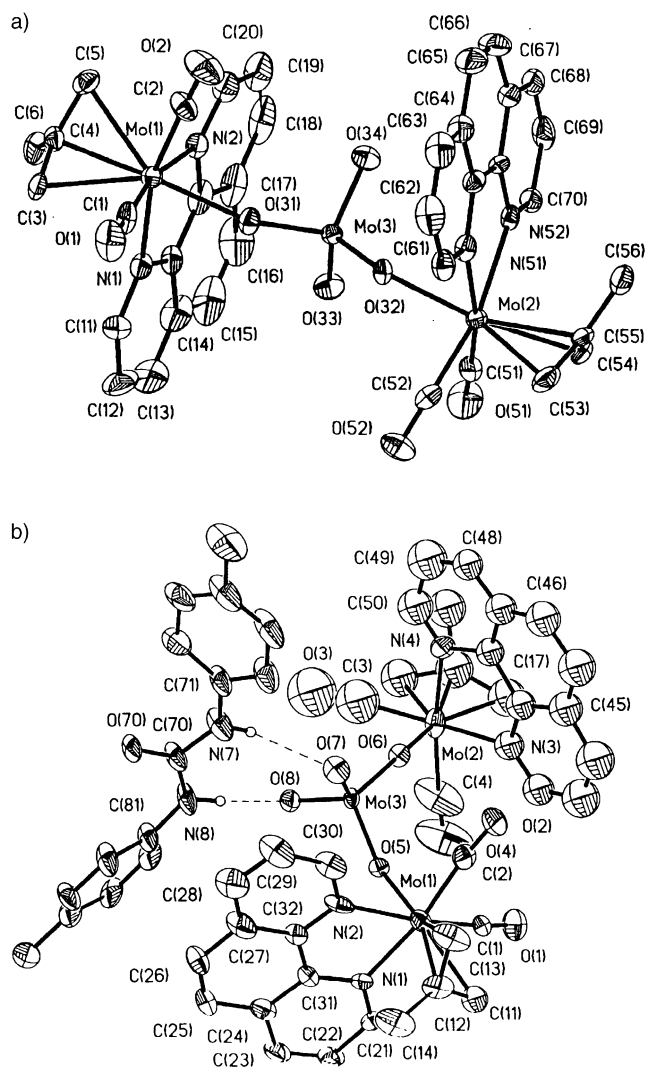 a)
C(66)
C(5)
O(2)
C(20)
C(65)
C(67)
C(2)
C(19)
C(64)
C(68)
C(6)
C(4)
Mo(1)
N(2)
C(18)
O(34)
C(63)
C(69)
C(3)
C(1)
C(17)
O(31)
Mo(3)
C(62)
C(70)
O(1)
N(1)
C(16)
C(61)
N(52)
C(56)
N(51)
C(11)
C(14)
C(15)
O(33)
O(32)
Mo(2)
C(55)
C(12)
C(13)
C(52)
C(51)
C(54)
O(52)
O(51)
C(53)
b)
C(48)
C(49)
C(46)
C(50)
N(4)
C(71)
O(3)
C(3)
C(17)
C(45)
O(70)
C(70)
N(7)
O(7)
O(6)
Mo(2)
N(3)
O(8)
C(81)
Mo(3)
C(4)
O(2)
N(8)
C(30)
O(5)
O(4)
C(29)
Mo(1)
C(2)
C(28)
C(32)
N(2)
C(1)
C(27)
C(13)
O(1)
C(26)
N(1)
C(31)
C(12)
C(11)
C(25)
C(24)
C(22)
C(21)
C(14)
C(23)